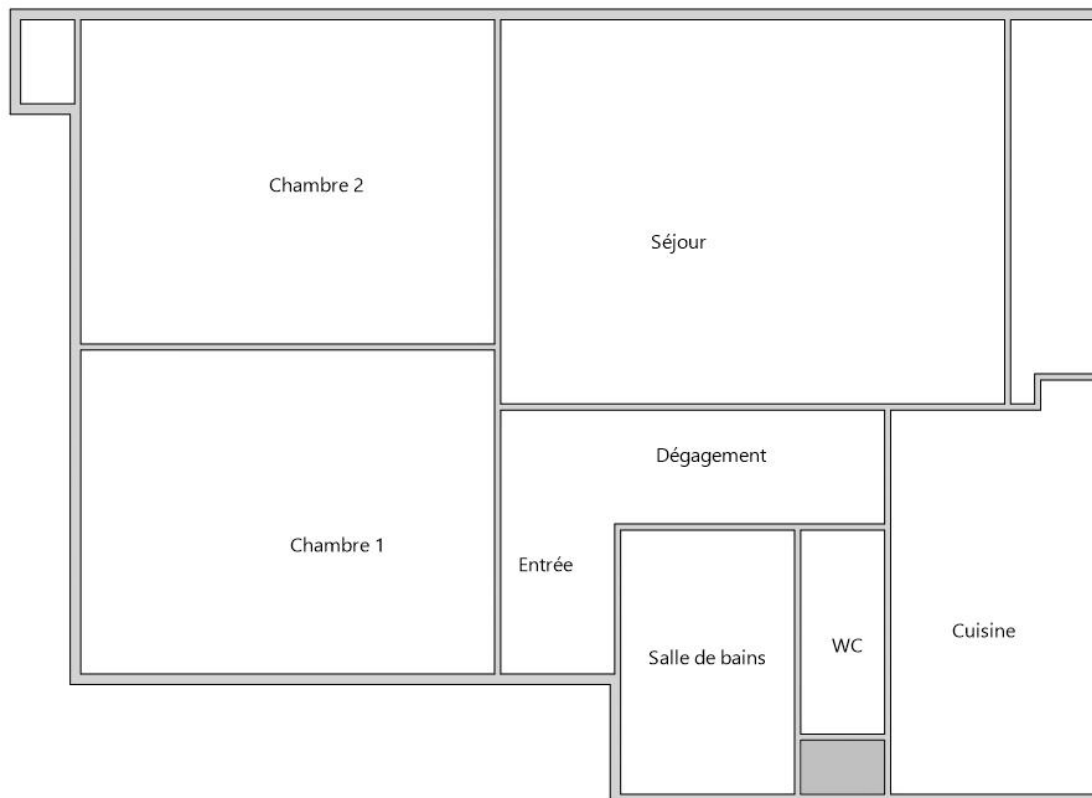 Chambre 2
Séjour
Dégagement
Chambre 1
Entrée
Cuisine
WC
Salle de bains